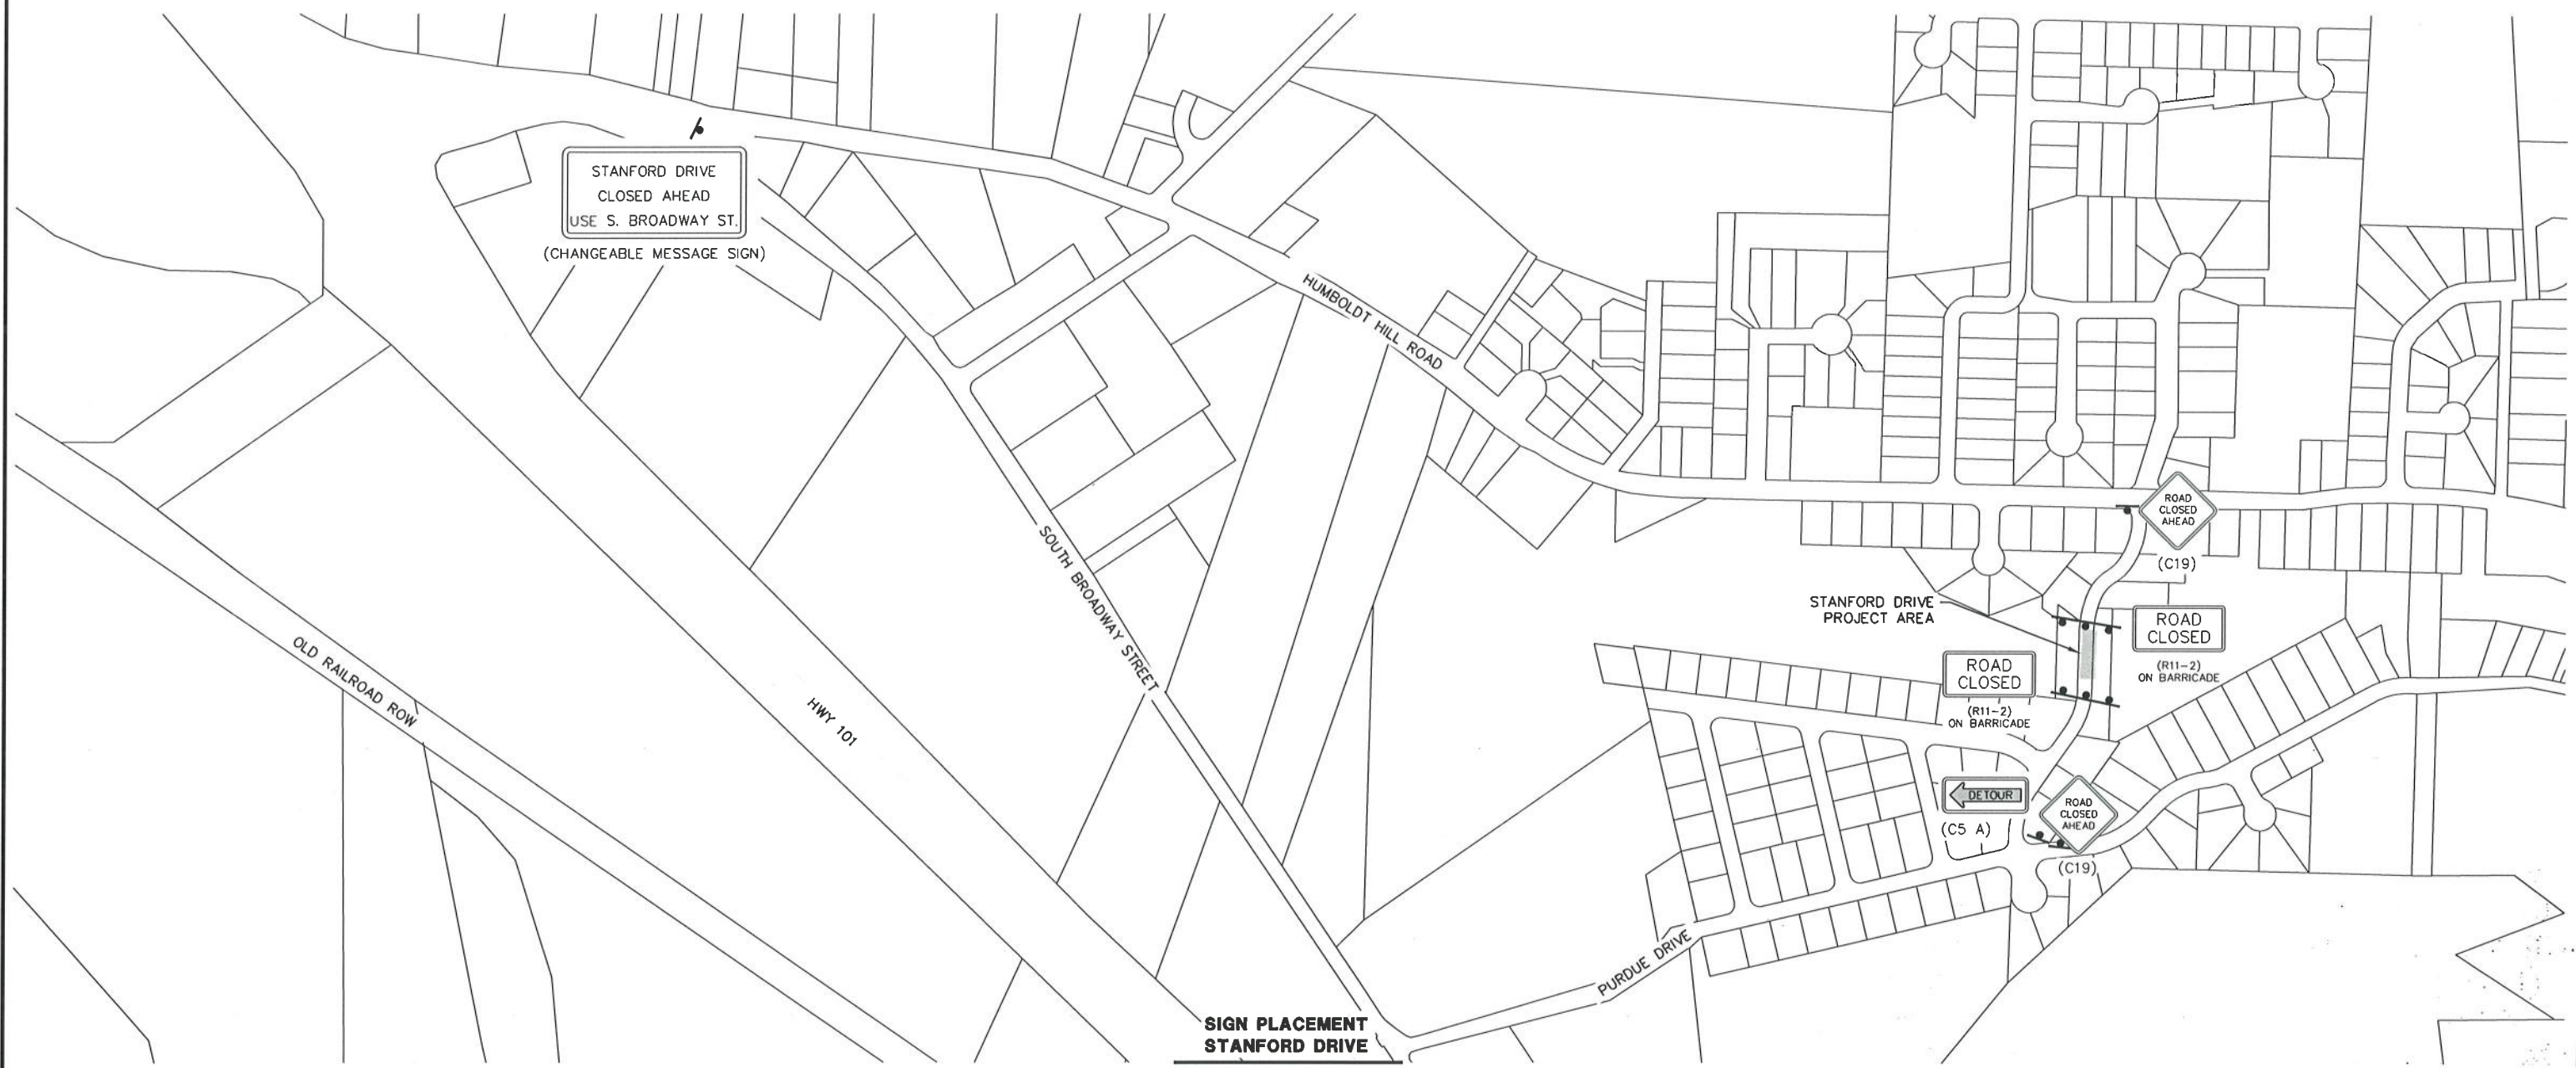 STANFORD DRIVE
CLOSED AHEAD
USE S. BROADWAY ST.
(CHANGEABLE MESSAGE SIGN)
HUMBOLDT HILL ROAD
SOUTH BROADWAY STREET
OLD RAILROAD ROW
HWY 101
ROAD
CLOSED
AHEAD
(C19)
STANFORD DRIVE
PROJECT AREA
ROAD
CLOSED
(R11-2)
ON BARRICADE
ROAD
CLOSED
(R11-2)
ON BARRICADE
DETOUR
(C5 A)
ROAD
CLOSED
AHEAD
(C19)
PURDUE DRIVE
SIGN PLACEMENT
STANFORD DRIVE